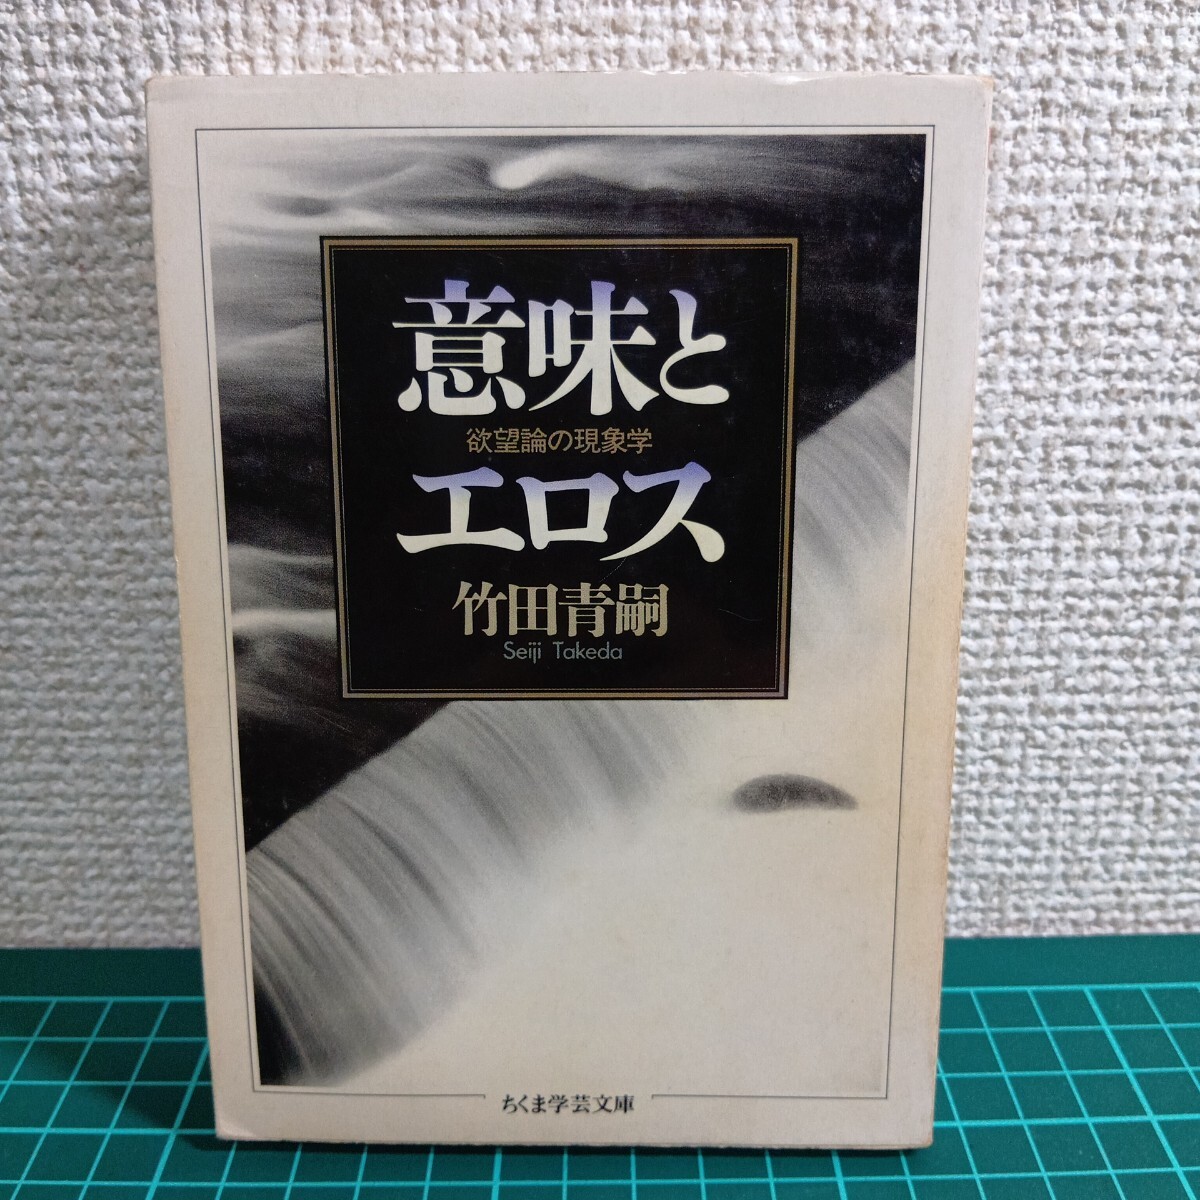 意味と
欲望論の現象学
エロス
竹田青嗣
Seiji Takeda
ちくま学芸文庫